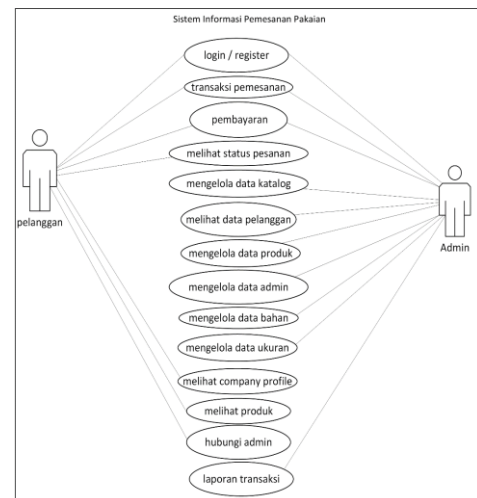 Sistem Informasi Pemesanan Pakaian
login / register
transaksi pemesanan
pembayaran
melihat status pesanan
mengelola data katalog
melihat data pelanggan
mengelola data produk
mengelola data admin
mengelola data bahan
mengelola data ukuran
melihat company profile
melihat produk
hubungi admin
laporan transaksi
pelanggan
Admin